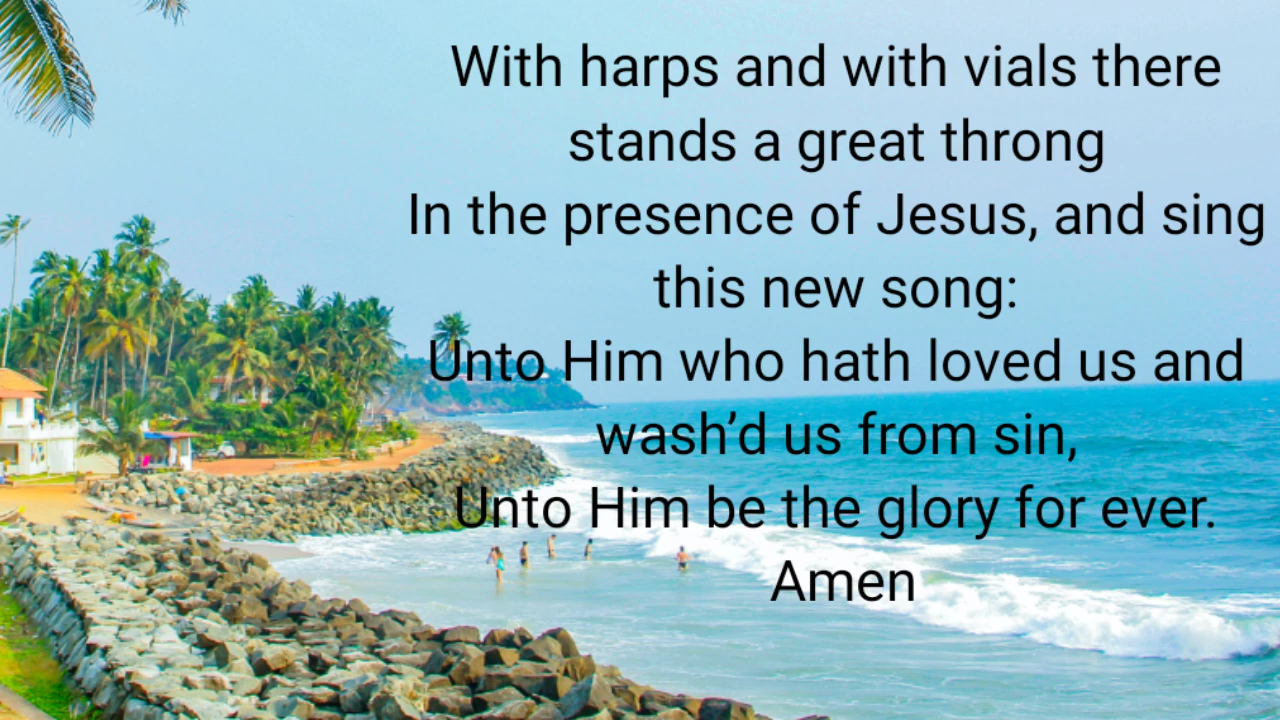 With harps and with vials there
stands a great throng
In the presence of Jesus, and sing
this new song:
Unto Him who hath loved us and
wash’d us from sin,
Unto Him be the glory for ever.
Amen